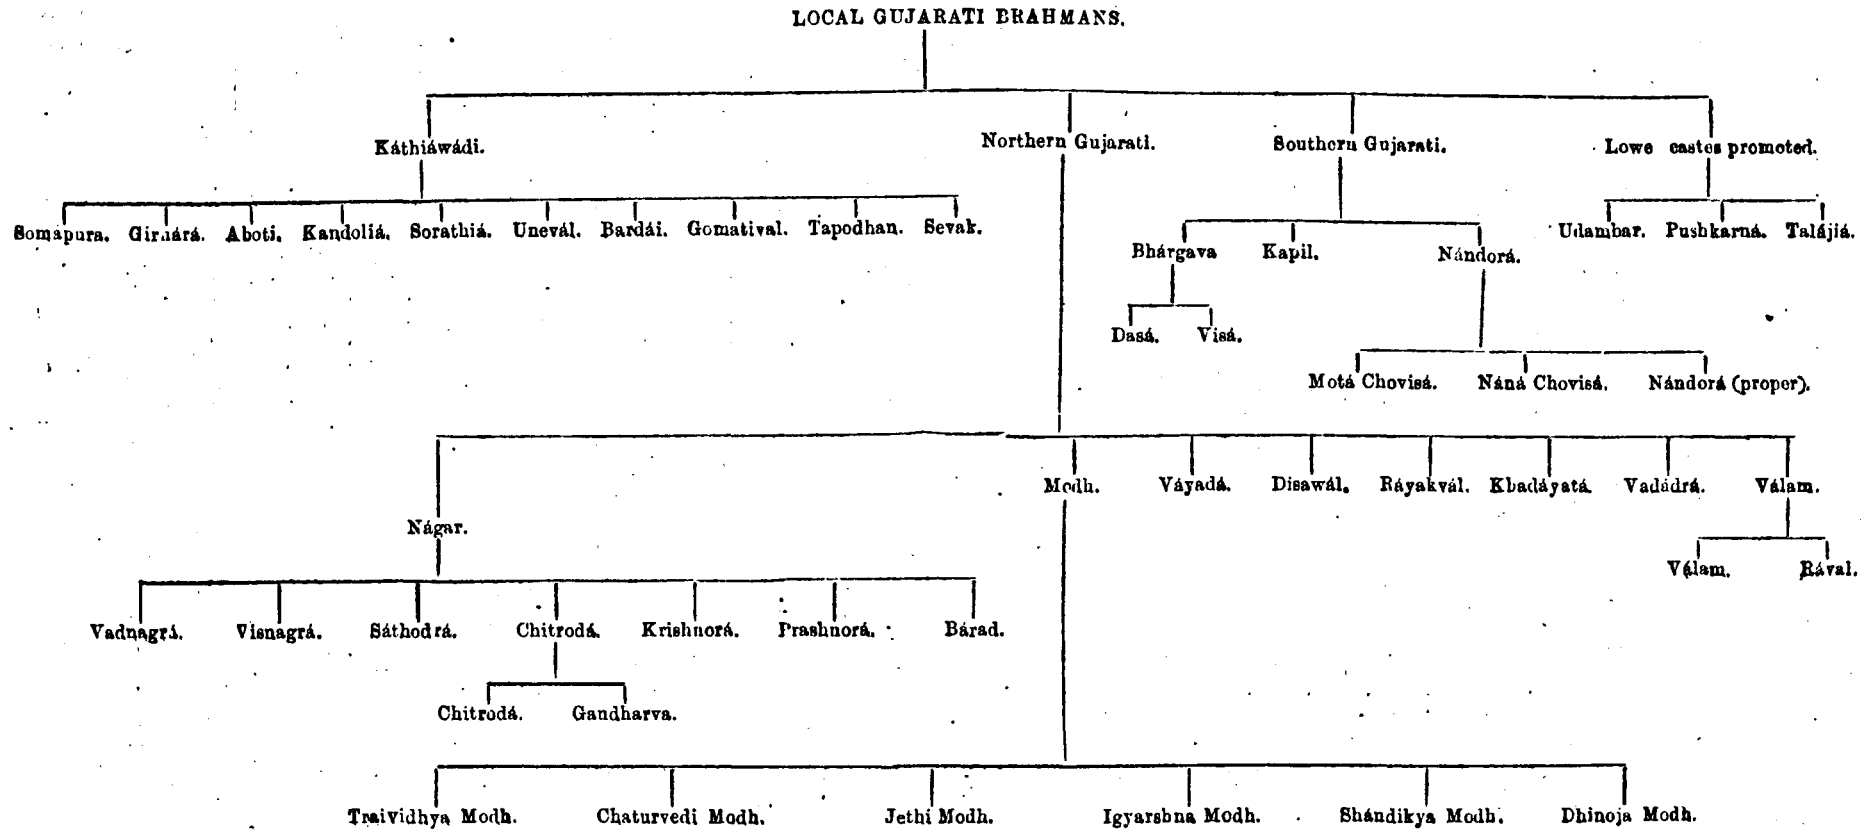 LOCAL GUJARATI BRAHMANS.
Káthiáwádi. Northern Gujarati. Southern Gujarati. Lowe castes promoted.
Somapura. Girnárá. Aboti. Kandoliá. Sorathiá. Unevál. Bardái. Gomatival. Tapodhan. Sevak. Udambar. Pushkarná. Talájiá.
Bhárgava Kapil. Nándorá.
Dasá. Visá.
Motá Chovisá. Náná Chovisá. Nándorá (proper).
Modh. Váyadá. Disawál. Ráyakvál. Khadáyatá. Vadádrá. Válam.
Nágar.
Válam. Rával.
Vadnagrá. Visnagrá. Sáthodrá. Chitrodá. Krishnorá. Prashnorá. Bárad.
Chitrodá. Gandharva.
Traividhya Modh. Chaturvedi Modh. Jethi Modh. Igyarshna Modh. Shándikya Modh. Dhinoja Modh.